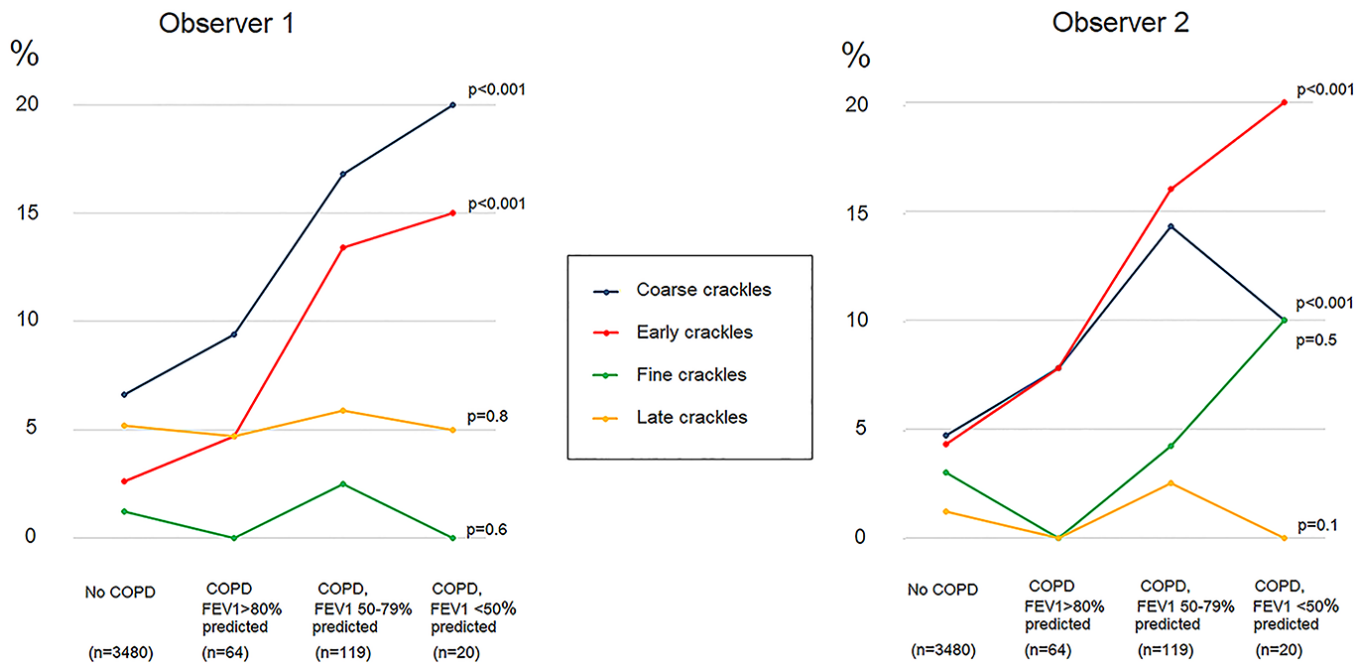 Observer 1
%
20
15
10
5
0
p<0.001
p<0.001
p=0.8
p=0.6
No COPD
(n=3480)
COPD
FEV1>80%
predicted
(n=64)
COPD,
FEV1 50-79%
predicted
(n=119)
COPD,
FEV1 <50%
predicted
(n=20)
Coarse crackles
Early crackles
Fine crackles
Late crackles
Observer 2
%
20
15
10
5
0
p<0.001
p<0.001
p=0.5
p=0.1
No COPD
(n=3480)
COPD
FEV1>80%
predicted
(n=64)
COPD,
FEV1 50-79%
predicted
(n=119)
COPD,
FEV1 <50%
predicted
(n=20)